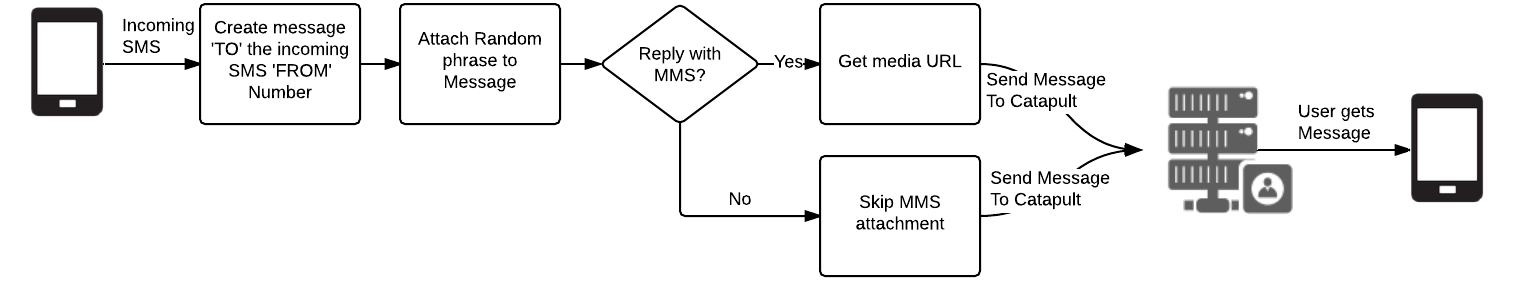 Incoming
SMS
Create message
'TO' the incoming
SMS 'FROM'
Number
Attach Random
phrase to
Message
Reply with
MMS?
Yes
Get media URL
Send Message
To Catapult
No
Skip MMS
attachment
Send Message
To Catapult
User gets
Message